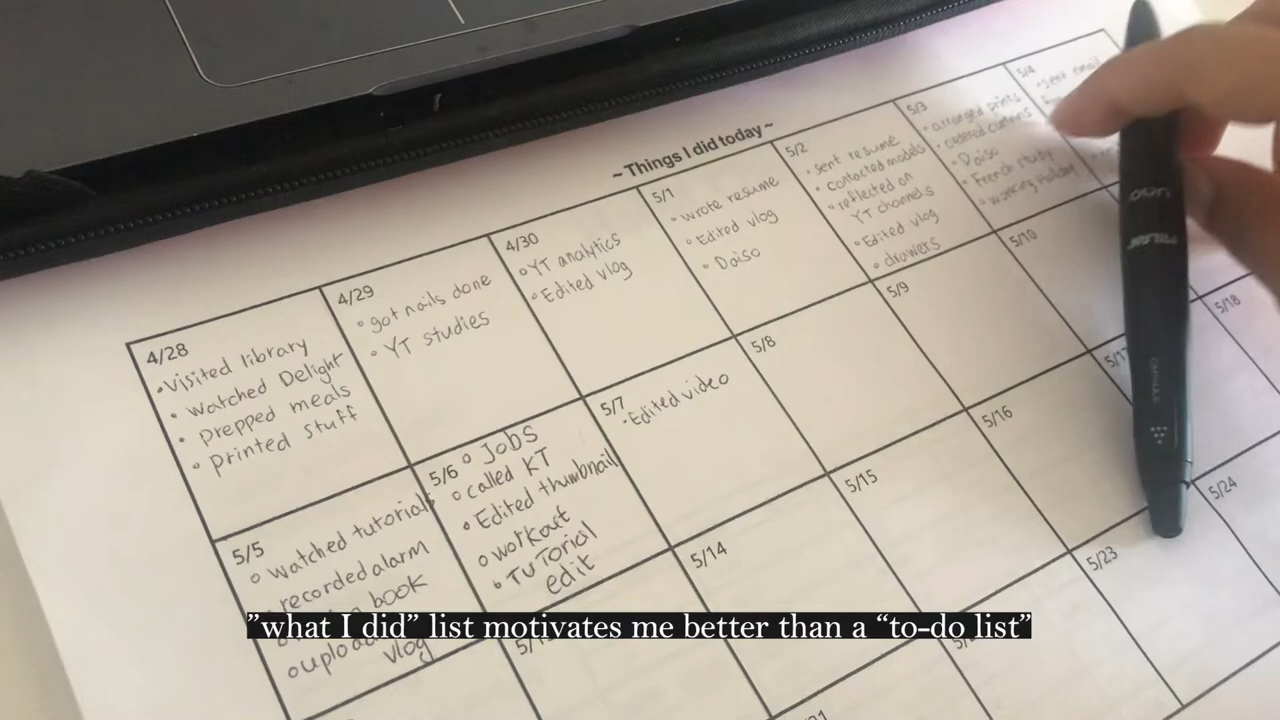 ~Things I did today~
4/28
• Visited library
• watched Delight
• prepped meals
• printed stuff
4/29
• got nails done
• YT studies
4/30
• YT analytics
• Edited vlog
5/1
• wrote resume
• Edited vlog
• Daiso
5/2
• sent resume
• contacted models
• reflected on
YT channels
• Edited vlog
• drawers
5/3
• arranged prints
• ordered curtains
• Daiso
• French study
• working holiday
5/4
• sent email
5/5
• watched tutorials
recorded alarm
book
• upload
vlog
5/6
• Jobs
• called KT
• Edited thumbnail
• workout
• TUTORIAL
edit
5/7
• Edited video
5/8
5/9
5/10
5/14
5/15
5/16
5/18
5/23
5/24
PILOT
"what I did" list motivates me better than a "to-do list"